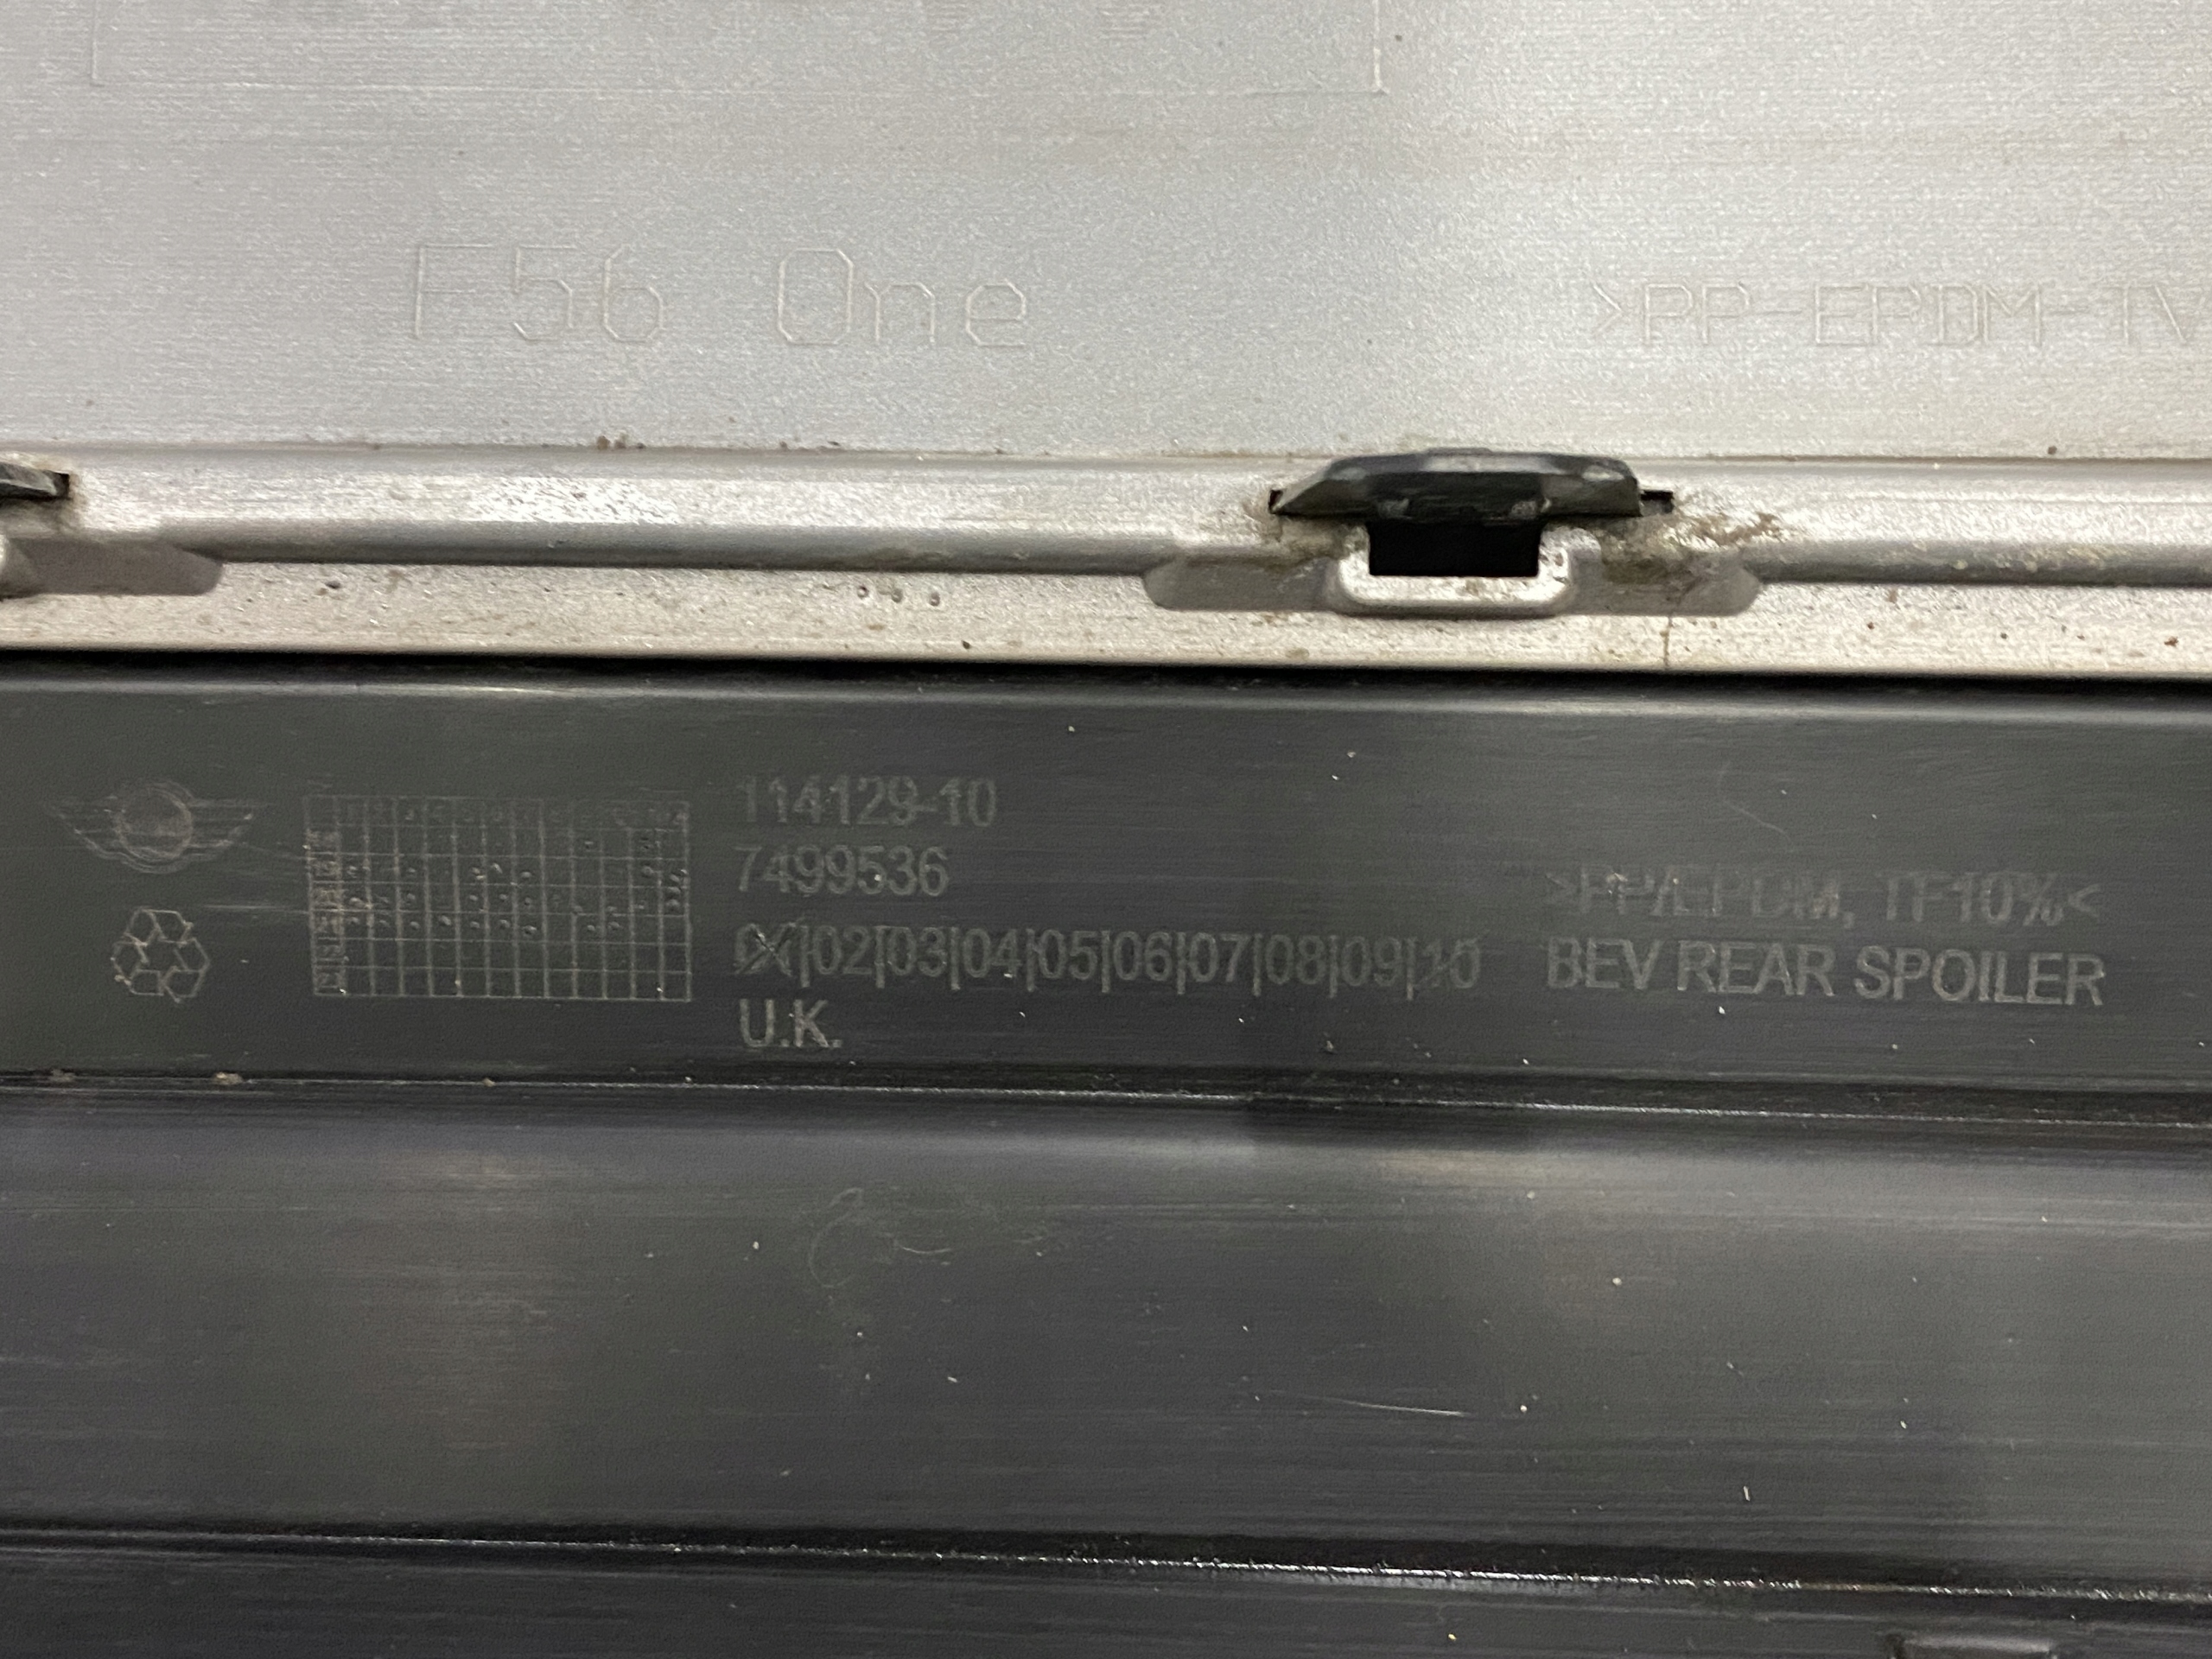 F56 One
>PP-EPDM-TV
114129-10
7499536
|02|03|04|05|06|07|08|09|10
U.K.
>PP/EPDM, TF10%<
BEV REAR SPOILER